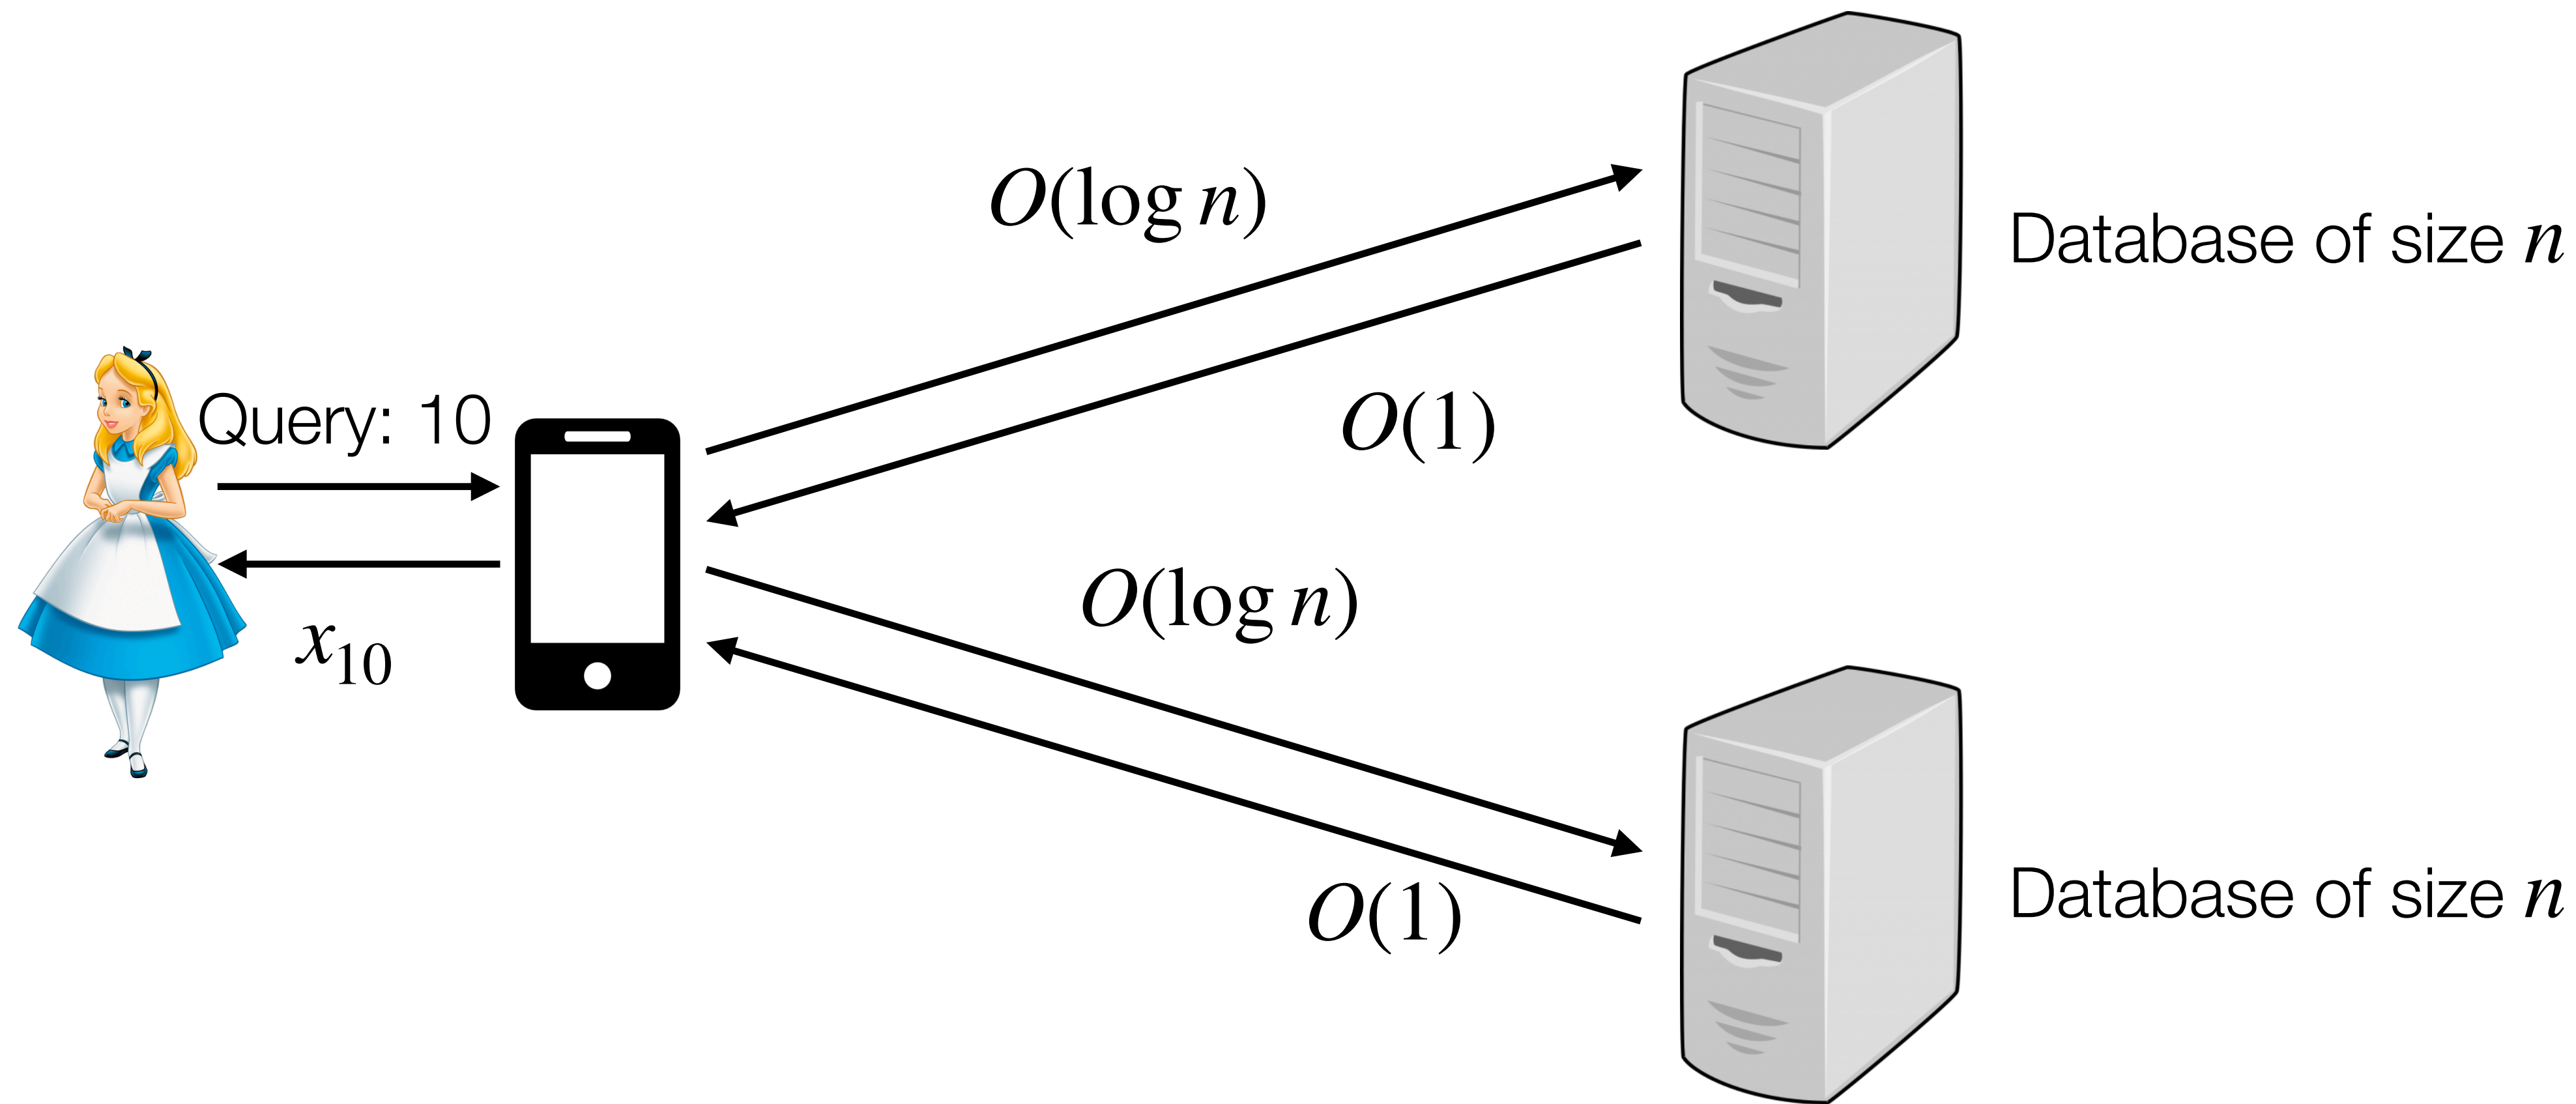 O(log n)
Database of size n
Query: 10
O(1)
O(log n)
x₁₀
Database of size n
O(1)